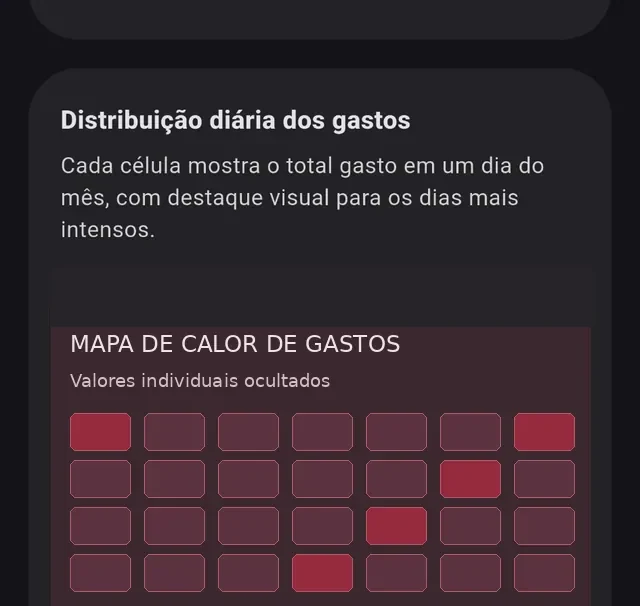 Distribuição diária dos gastos
Cada célula mostra o total gasto em um dia do
mês, com destaque visual para os dias mais
intensos.
MAPA DE CALOR DE GASTOS
Valores individuais ocultados